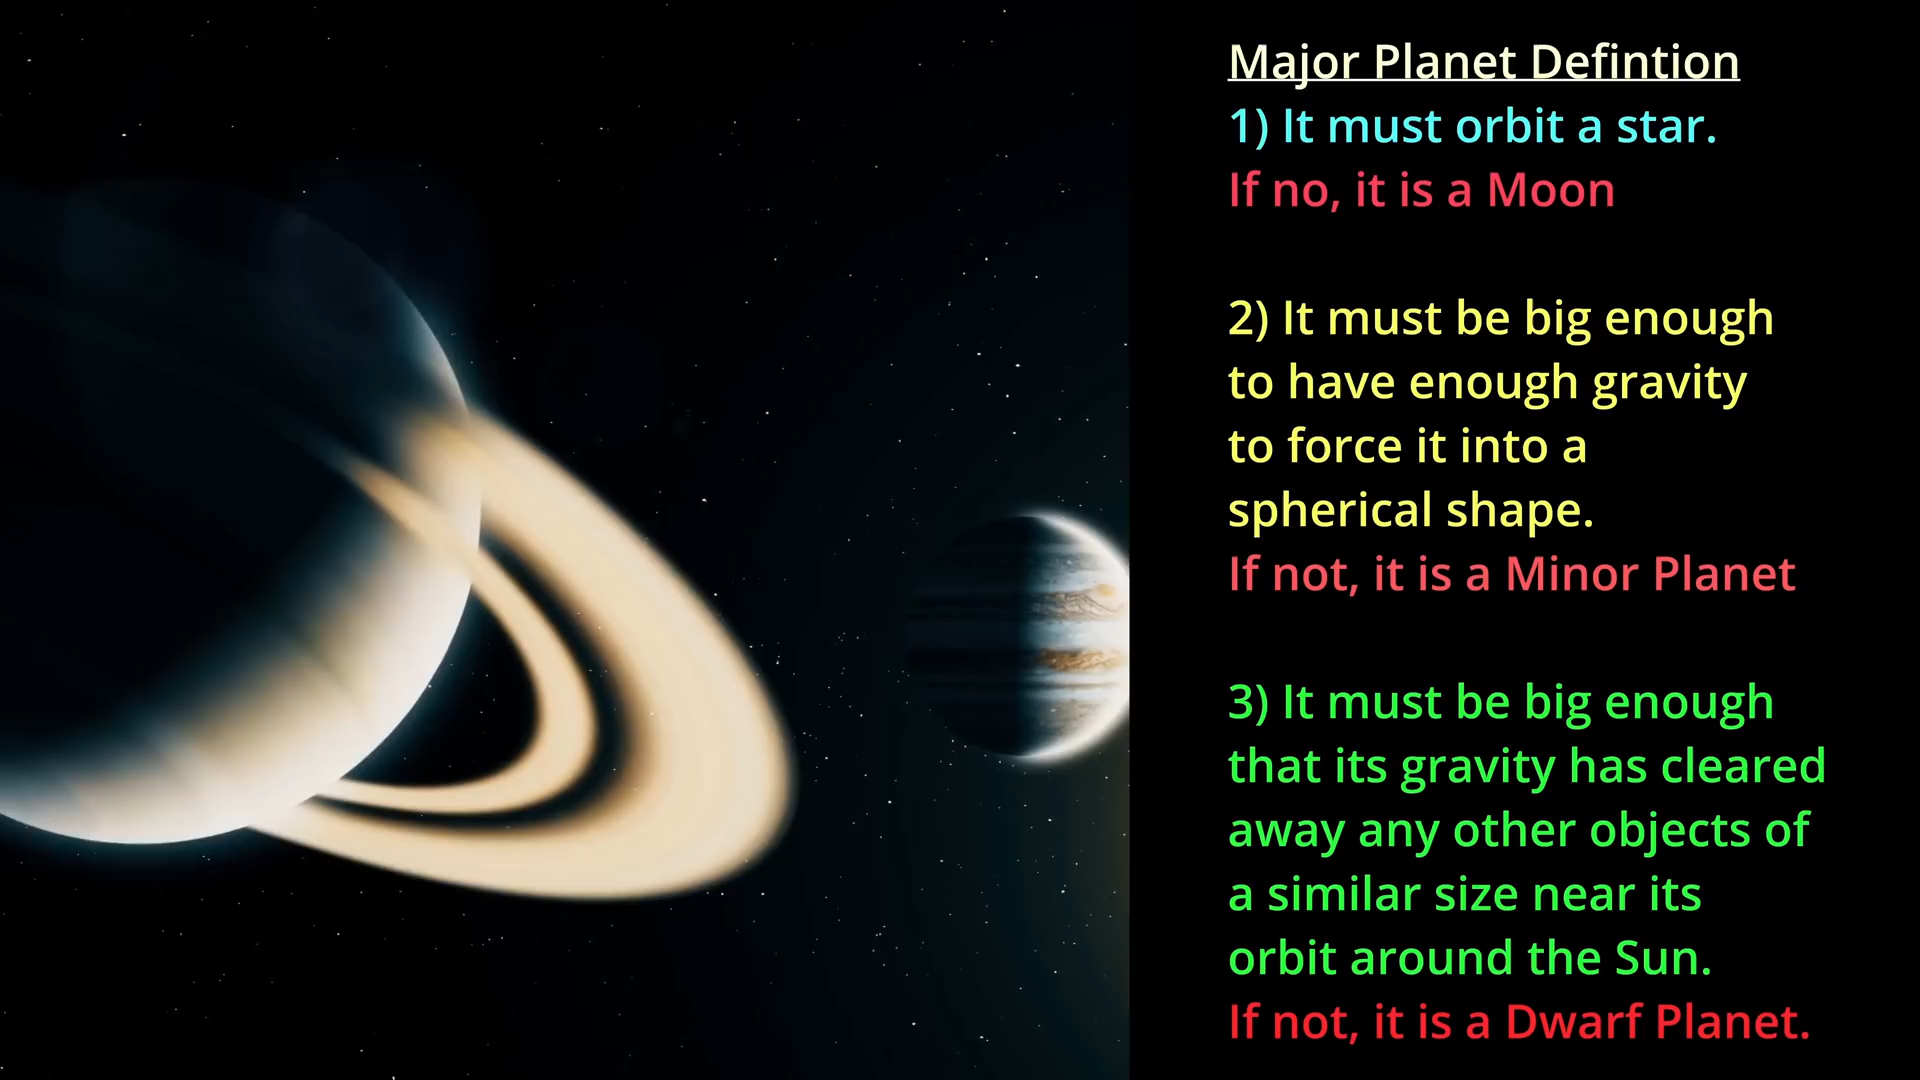 Major Planet Defintion
1) It must orbit a star.
If no, it is a Moon
2) It must be big enough
to have enough gravity
to force it into a
spherical shape.
If not, it is a Minor Planet
3) It must be big enough
that its gravity has cleared
away any other objects of
a similar size near its
orbit around the Sun.
If not, it is a Dwarf Planet.